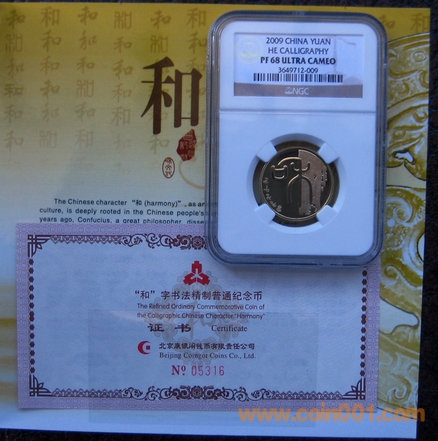 2009 CHINA YUAN
HE CALLIGRAPHY
PF 68 ULTRA CAMEO
3649712-009
NGC
和
The Chinese character "和 (harmony)", as an
culture, is deeply rooted in the Chinese people's
years ago, Confucius, a great philosopher,
"和"字书法精制普通纪念币
The Refined Ordinary Commemorative Coin of
the Calligraphic Chinese Character "Harmony"
证 书 Certificate
北京康银阁钱币有限责任公司
Beijing Coingot Coins Co., Ltd.
No 05316
www.coin001.com